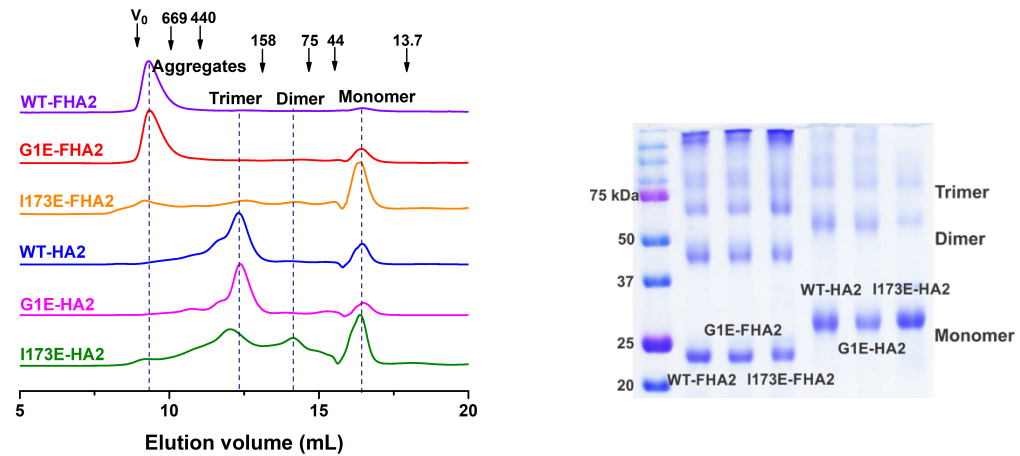 V0 669 440
158 75 44 13.7
Aggregates
Trimer Dimer Monomer
WT-FHA2
G1E-FHA2
I173E-FHA2
WT-HA2
G1E-HA2
I173E-HA2
5 10 15 20
Elution volume (mL)
75 kDa
50
37
25
20
Trimer
Dimer
Monomer
WT-HA2 I173E-HA2
G1E-FHA2
G1E-HA2
WT-FHA2 I173E-FHA2